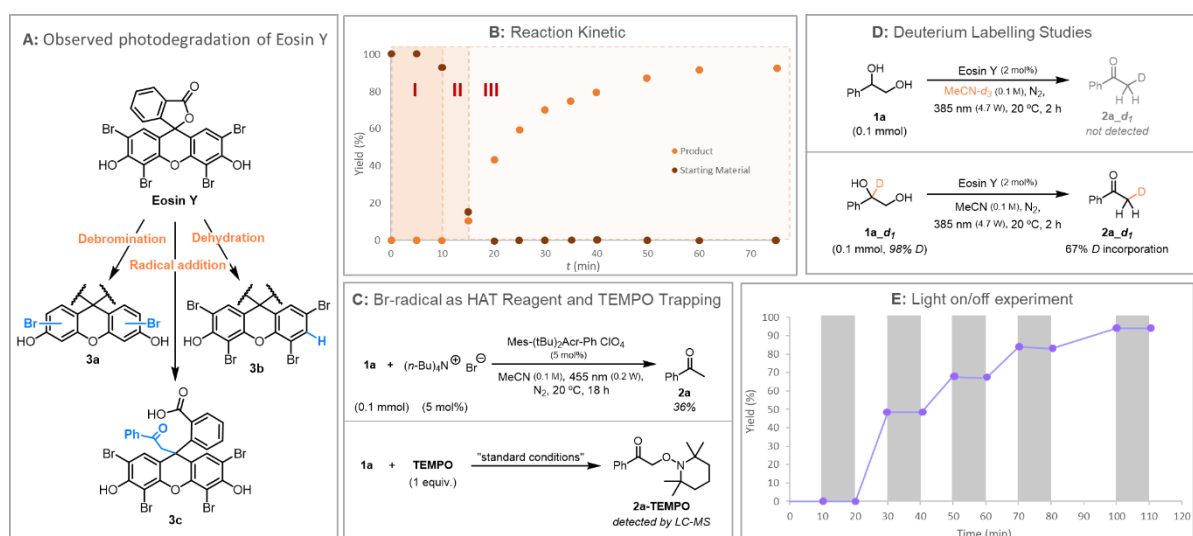 A: Observed photodegradation of Eosin Y
O
O
Br
Br
HO
O
OH
Br
Br
Eosin Y
Debromination
Dehydration
Radical addition
Br
Br
HO
O
OH
3a
Br
Br
HO
O
H
Br
Br
3b
HO
O
Ph
O
Br
Br
HO
O
OH
Br
Br
3c
B: Reaction Kinetic
Yield (%)
100
80
60
40
20
0
I
II
III
Product
Starting Material
0
10
20
30
40
50
60
70
80
t (min)
C: Br-radical as HAT Reagent and TEMPO Trapping
1a + (n-Bu)4N⊕ Br⊖
(0.1 mmol) (5 mol%)
Mes-(tBu)2Acr-Ph ClO4
(5 mol%)
MeCN (0.1 M), 455 nm (0.2 W),
N2, 20 ºC, 18 h
O
Ph
2a
36%
1a + TEMPO
(1 equiv.)
"standard conditions"
O
Ph
O
N
2a-TEMPO
detected by LC-MS
D: Deuterium Labelling Studies
OH
Ph
OH
1a
(0.1 mmol)
Eosin Y (2 mol%)
MeCN-d3 (0.1 M), N2,
385 nm (4.7 W), 20 ºC, 2 h
O
Ph
D
H
H
2a_d1
not detected
HO
D
Ph
OH
1a_d1
(0.1 mmol, 98% D)
Eosin Y (2 mol%)
MeCN (0.1 M), N2,
385 nm (4.7 W), 20 ºC, 2 h
O
Ph
D
H
H
2a_d1
67% D incorporation
E: Light on/off experiment
Yield (%)
100
90
80
70
60
50
40
30
20
10
0
0
10
20
30
40
50
60
70
80
90
100
110
120
Time (min)